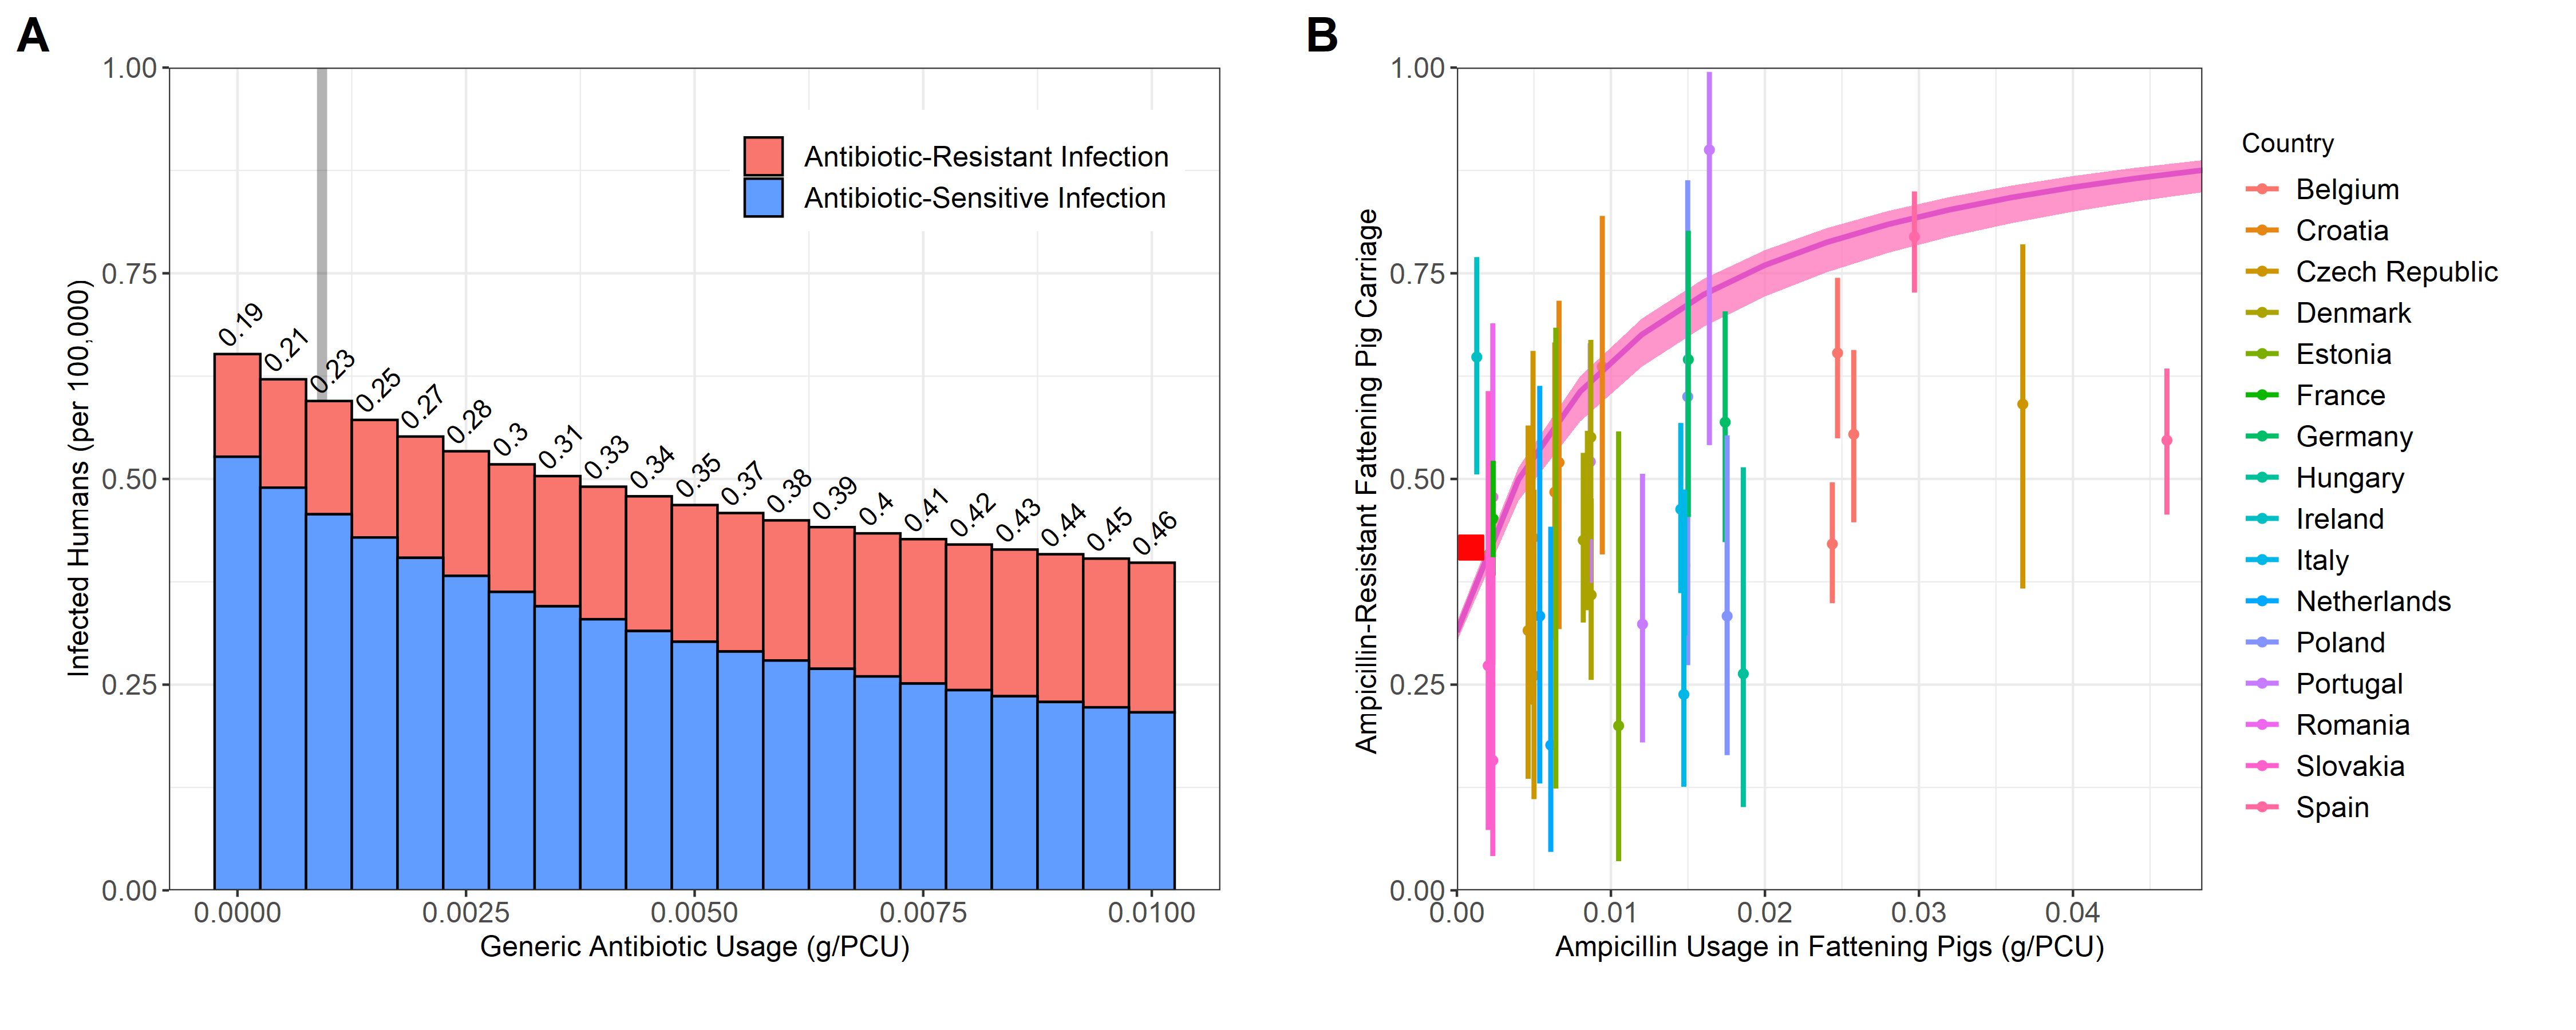 A
Infected Humans (per 100,000)
1.00
0.75
0.50
0.25
0.00
Antibiotic-Resistant Infection
Antibiotic-Sensitive Infection
0.19
0.21
0.23
0.25
0.27
0.28
0.3
0.31
0.33
0.34
0.35
0.37
0.38
0.39
0.4
0.41
0.42
0.43
0.44
0.45
0.46
0.0000 0.0025 0.0050 0.0075 0.0100
Generic Antibiotic Usage (g/PCU)
B
Ampicillin-Resistant Fattening Pig Carriage
1.00
0.75
0.50
0.25
0.00
0.00 0.01 0.02 0.03 0.04
Ampicillin Usage in Fattening Pigs (g/PCU)
Country
Belgium
Croatia
Czech Republic
Denmark
Estonia
France
Germany
Hungary
Ireland
Italy
Netherlands
Poland
Portugal
Romania
Slovakia
Spain